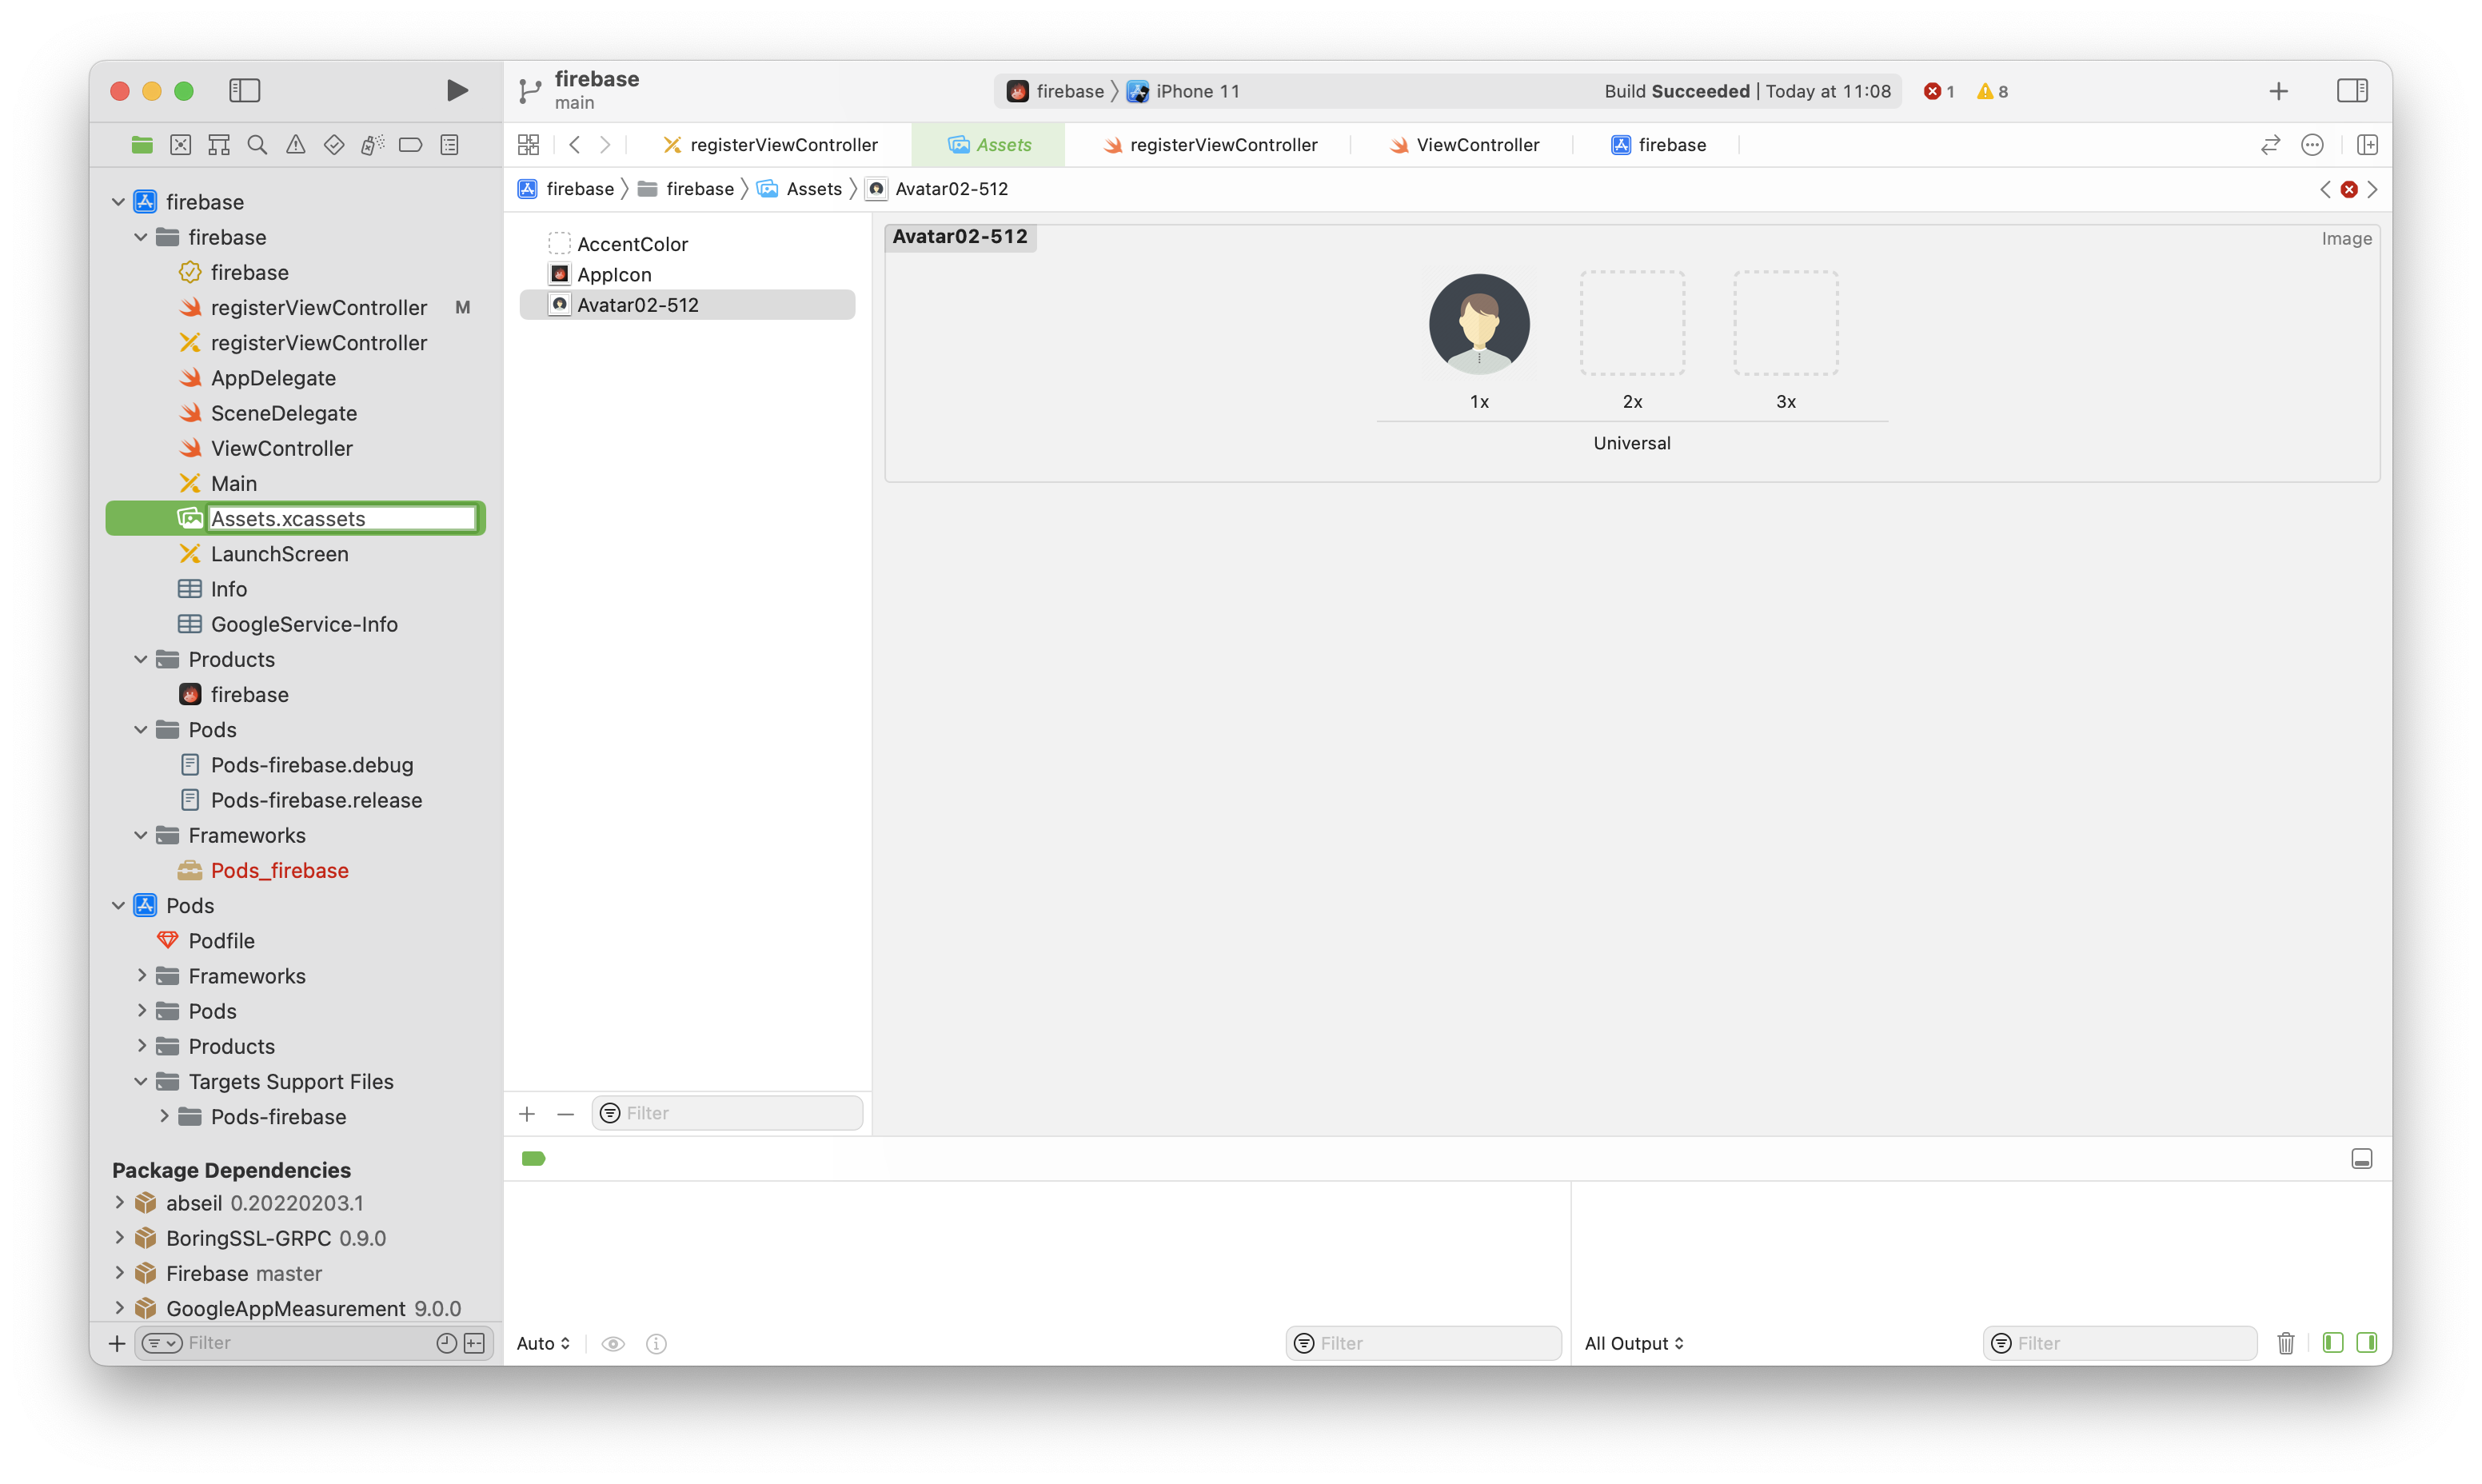 firebase
main
firebase
iPhone 11
Build Succeeded | Today at 11:08
1
8
registerViewController
Assets
registerViewController
ViewController
firebase
firebase
firebase
Assets
Avatar02-512
firebase
firebase
firebase
registerViewController M
registerViewController
AppDelegate
SceneDelegate
ViewController
Main
Assets.xcassets
LaunchScreen
Info
GoogleService-Info
Products
firebase
Pods
Pods-firebase.debug
Pods-firebase.release
Frameworks
Pods_firebase
Pods
Podfile
Frameworks
Pods
Products
Targets Support Files
Pods-firebase
Package Dependencies
abseil 0.20220203.1
BoringSSL-GRPC 0.9.0
Firebase master
GoogleAppMeasurement 9.0.0
Filter
AccentColor
AppIcon
Avatar02-512
Filter
Avatar02-512
Image
1x
2x
3x
Universal
Auto
Filter
All Output
Filter